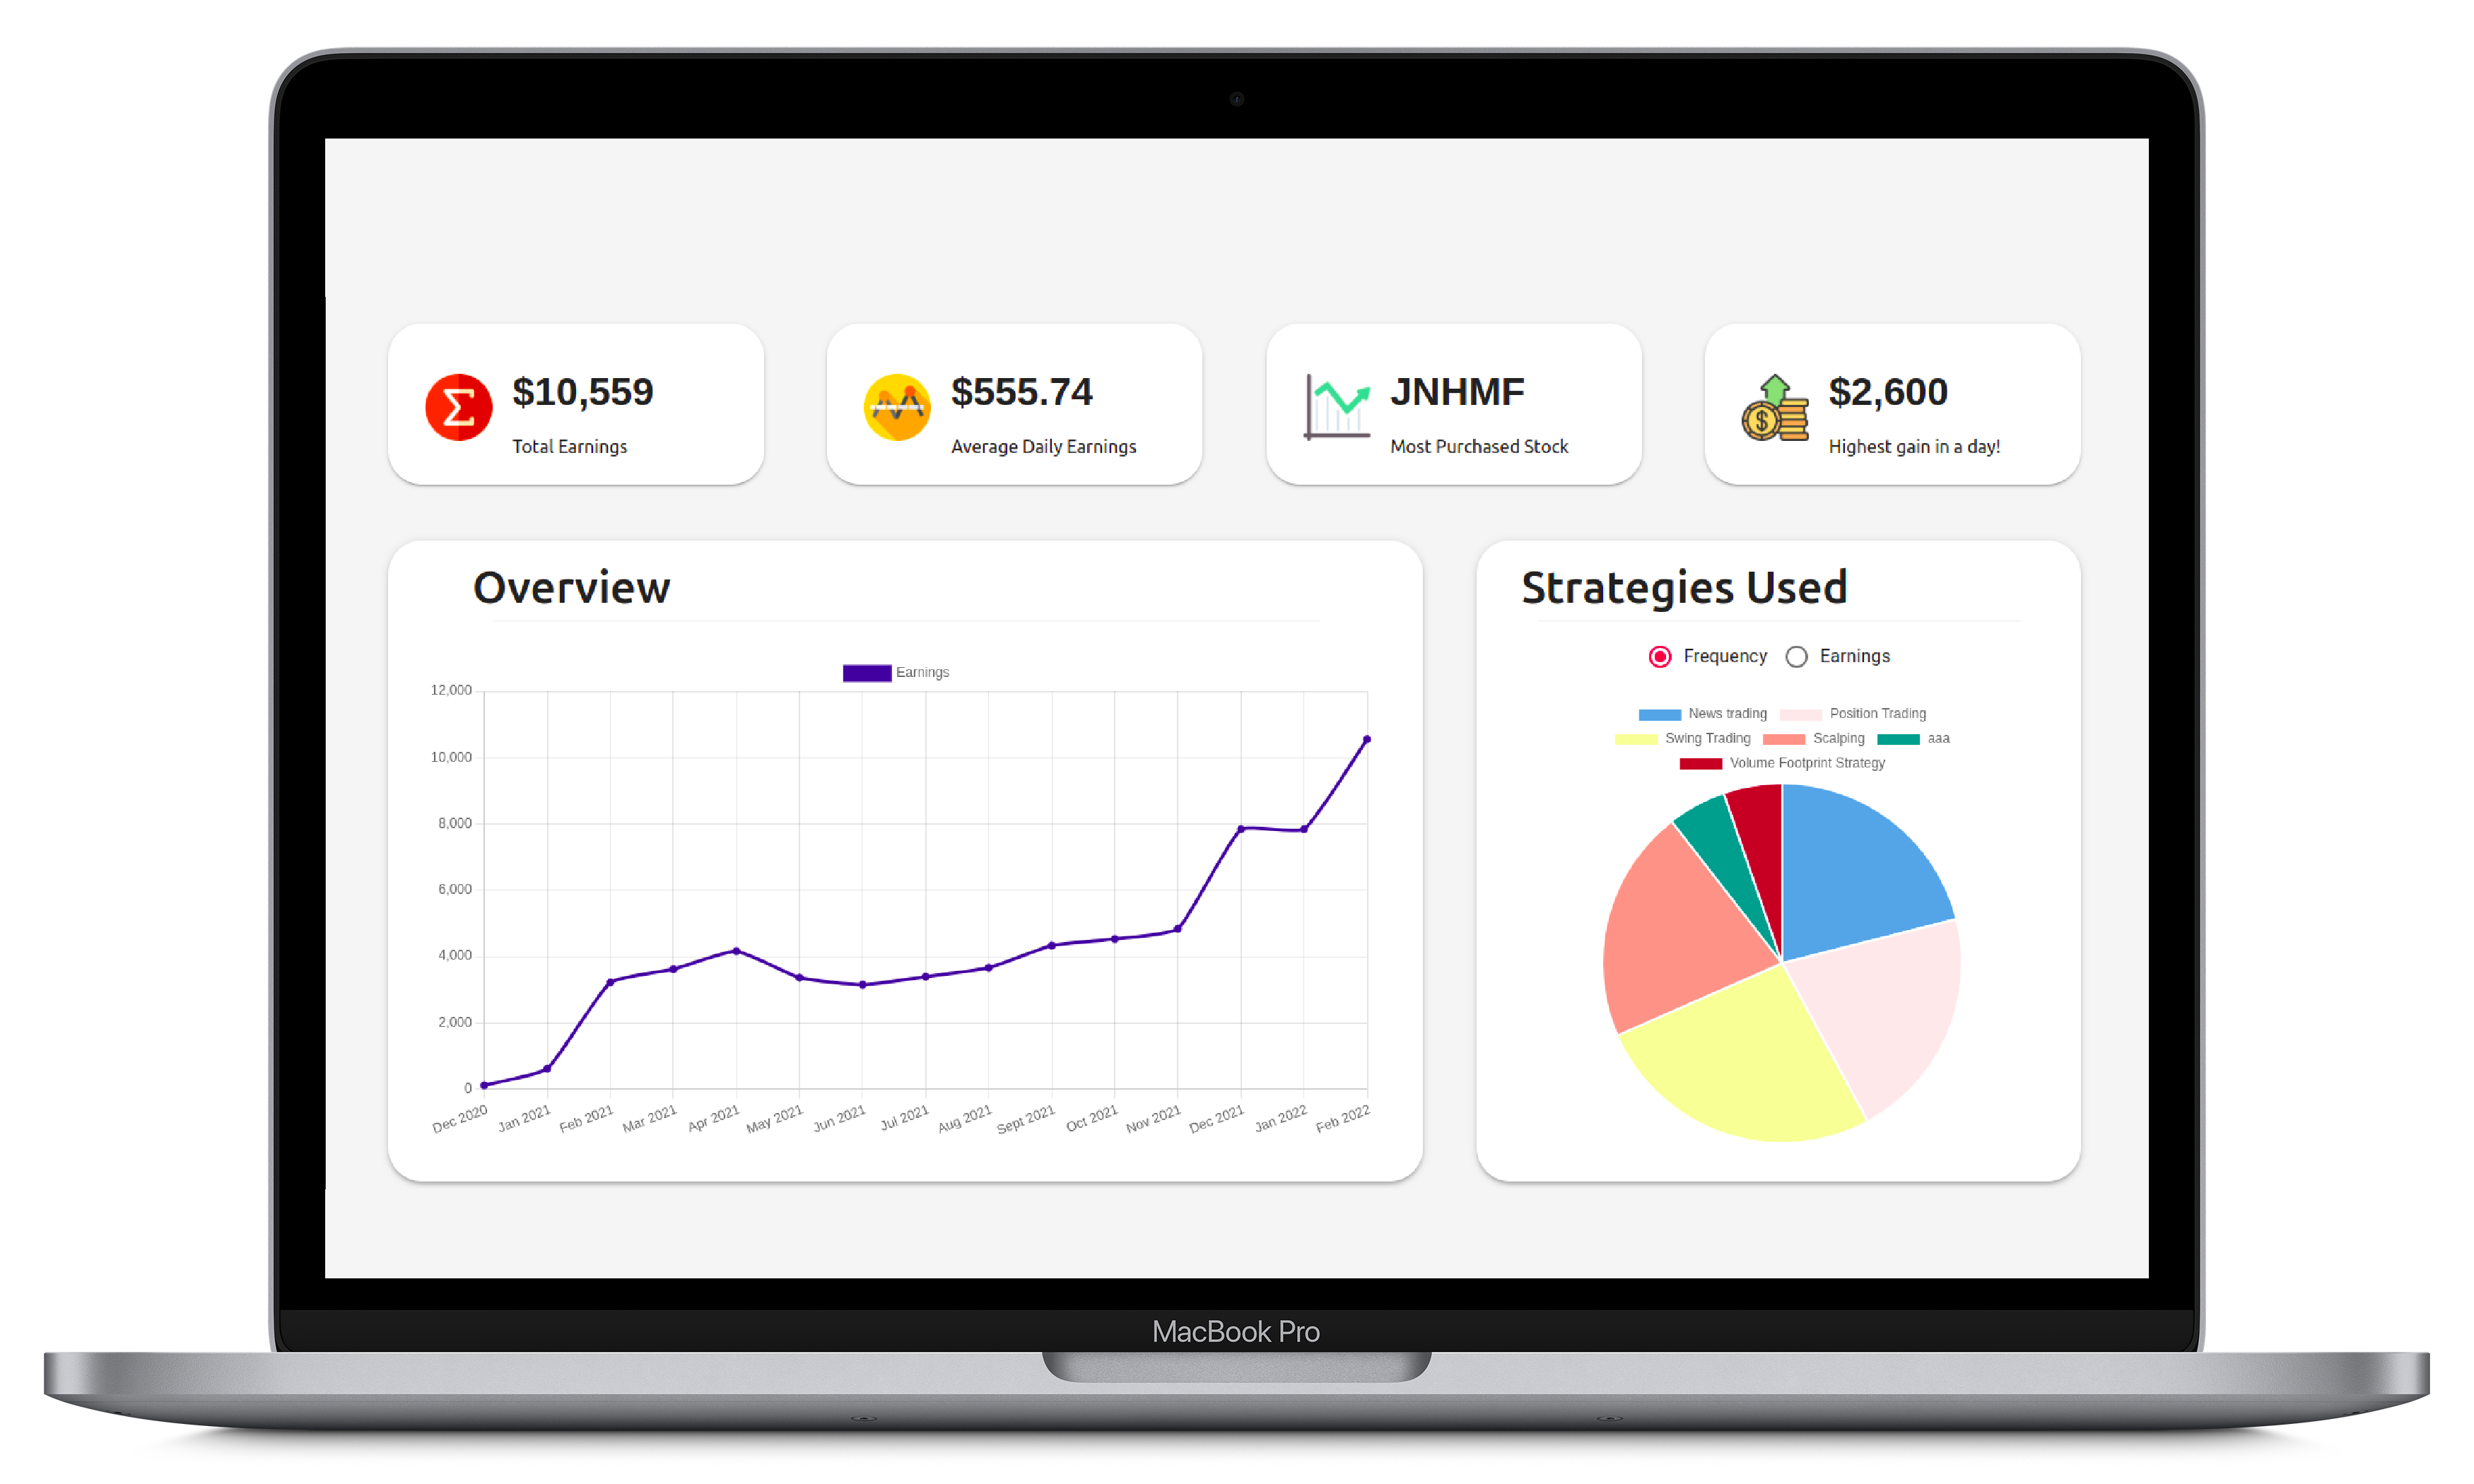 $10,559
Total Earnings
$555.74
Average Daily Earnings
JNHMF
Most Purchased Stock
$2,600
Highest gain in a day!
Overview
Earnings
12,000
10,000
8,000
6,000
4,000
2,000
0
Dec 2020 Jan 2021 Feb 2021 Mar 2021 Apr 2021 May 2021 Jun 2021 Jul 2021 Aug 2021 Sept 2021 Oct 2021 Nov 2021 Dec 2021 Jan 2022 Feb 2022
Strategies Used
Frequency Earnings
News trading Position Trading
Swing Trading Scalping aaa
Volume Footprint Strategy
MacBook Pro